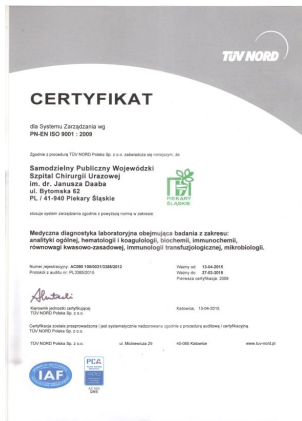 TÜV NORD
CERTYFIKAT
dla Systemu Zarządzania wg
PN-EN ISO 9001 : 2009
Zgodnie z procedurą TÜV NORD Polska Sp. z o.o. zaświadcza się niniejszym, że
Samodzielny Publiczny Wojewódzki
Szpital Chirurgii Urazowej
im. dr. Janusza Daaba
ul. Bytomska 62
PL / 41-940 Piekary Śląskie
PIEKARY
ŚLĄSKIE
stosuje system zarządzania zgodnie z powyższą normą w zakresie:
Medyczna diagnostyka laboratoryjna obejmująca badania z zakresu:
analityki ogólnej, hematologii i koagulologii, biochemii, immunochemii,
równowagi kwasowo-zasadowej, immunologii transfuzjologicznej, mikrobiologii.
Numer rejestracyjny: AC090
Protokół z auditu nr: PL
Ważny od 13-04-2015
Ważny do 27-03-2018
Pierwsza certyfikacja: 2009
Kierownik jednostki certyfikującej
TÜV NORD Polska Sp. z o.o.
Katowice, 13-04-2015
Certyfikacja została przeprowadzona i jest systematycznie nadzorowana zgodnie z procedurą auditową i certyfikacyjną
TÜV NORD Polska Sp. z o.o.
TÜV NORD Polska Sp. z o.o. ul. Mickiewicza 29 40-085 Katowice www.tuv-nord.pl
IAF
PCA